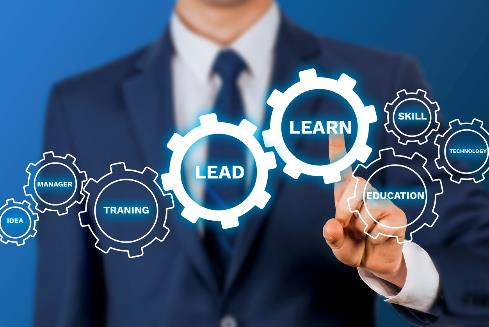 IDEA
MANAGER
TRANING
LEAD
LEARN
EDUCATION
SKILL
TECHNOLOGY